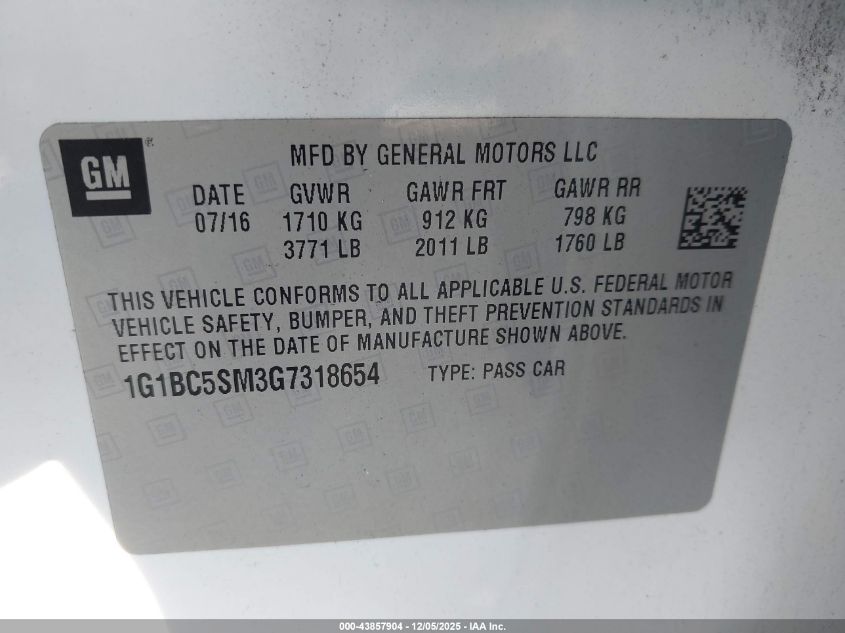 GM®
MFD BY GENERAL MOTORS LLC
DATE GVWR GAWR FRT GAWR RR
07/16 1710 KG 912 KG 798 KG
3771 LB 2011 LB 1760 LB
THIS VEHICLE CONFORMS TO ALL APPLICABLE U.S. FEDERAL MOTOR
VEHICLE SAFETY, BUMPER, AND THEFT PREVENTION STANDARDS IN
EFFECT ON THE DATE OF MANUFACTURE SHOWN ABOVE.
1G1BC5SM3G7318654 TYPE: PASS CAR
000-43857904 - 12/05/2025 - IAA Inc.